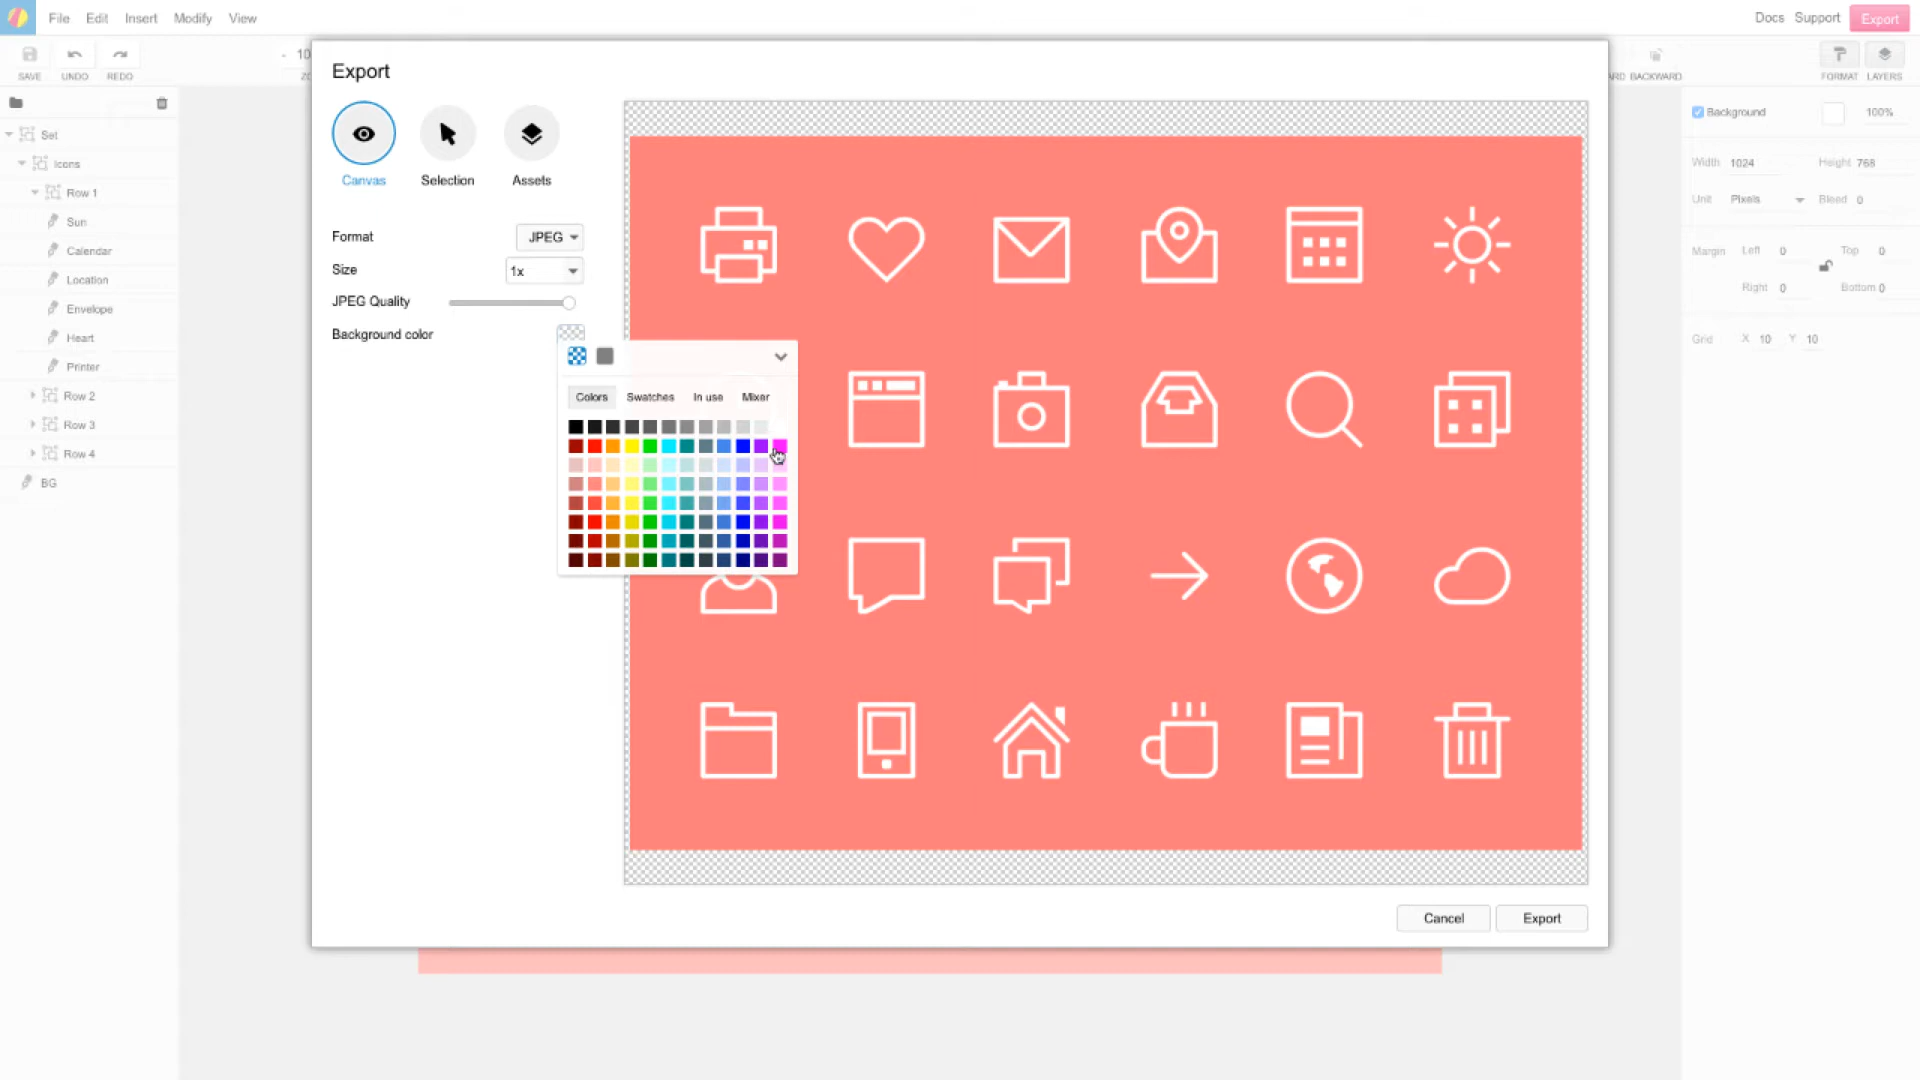 File Edit Insert Modify View
Docs Support Export
SAVE UNDO REDO
BACKWARD FORMAT LAYERS
Set
Icons
Row 1
Sun
Calendar
Location
Envelope
Heart
Printer
Row 2
Row 3
Row 4
BG
Export
Canvas Selection Assets
Format JPEG
Size 1x
JPEG Quality
Background color
Colors Swatches In use Mixer
Cancel Export
Background 100%
Width 1024 Height 768
Unit Pixels Bleed 0
Margin Left 0 Top 0
Right 0 Bottom 0
Grid X 10 Y 10